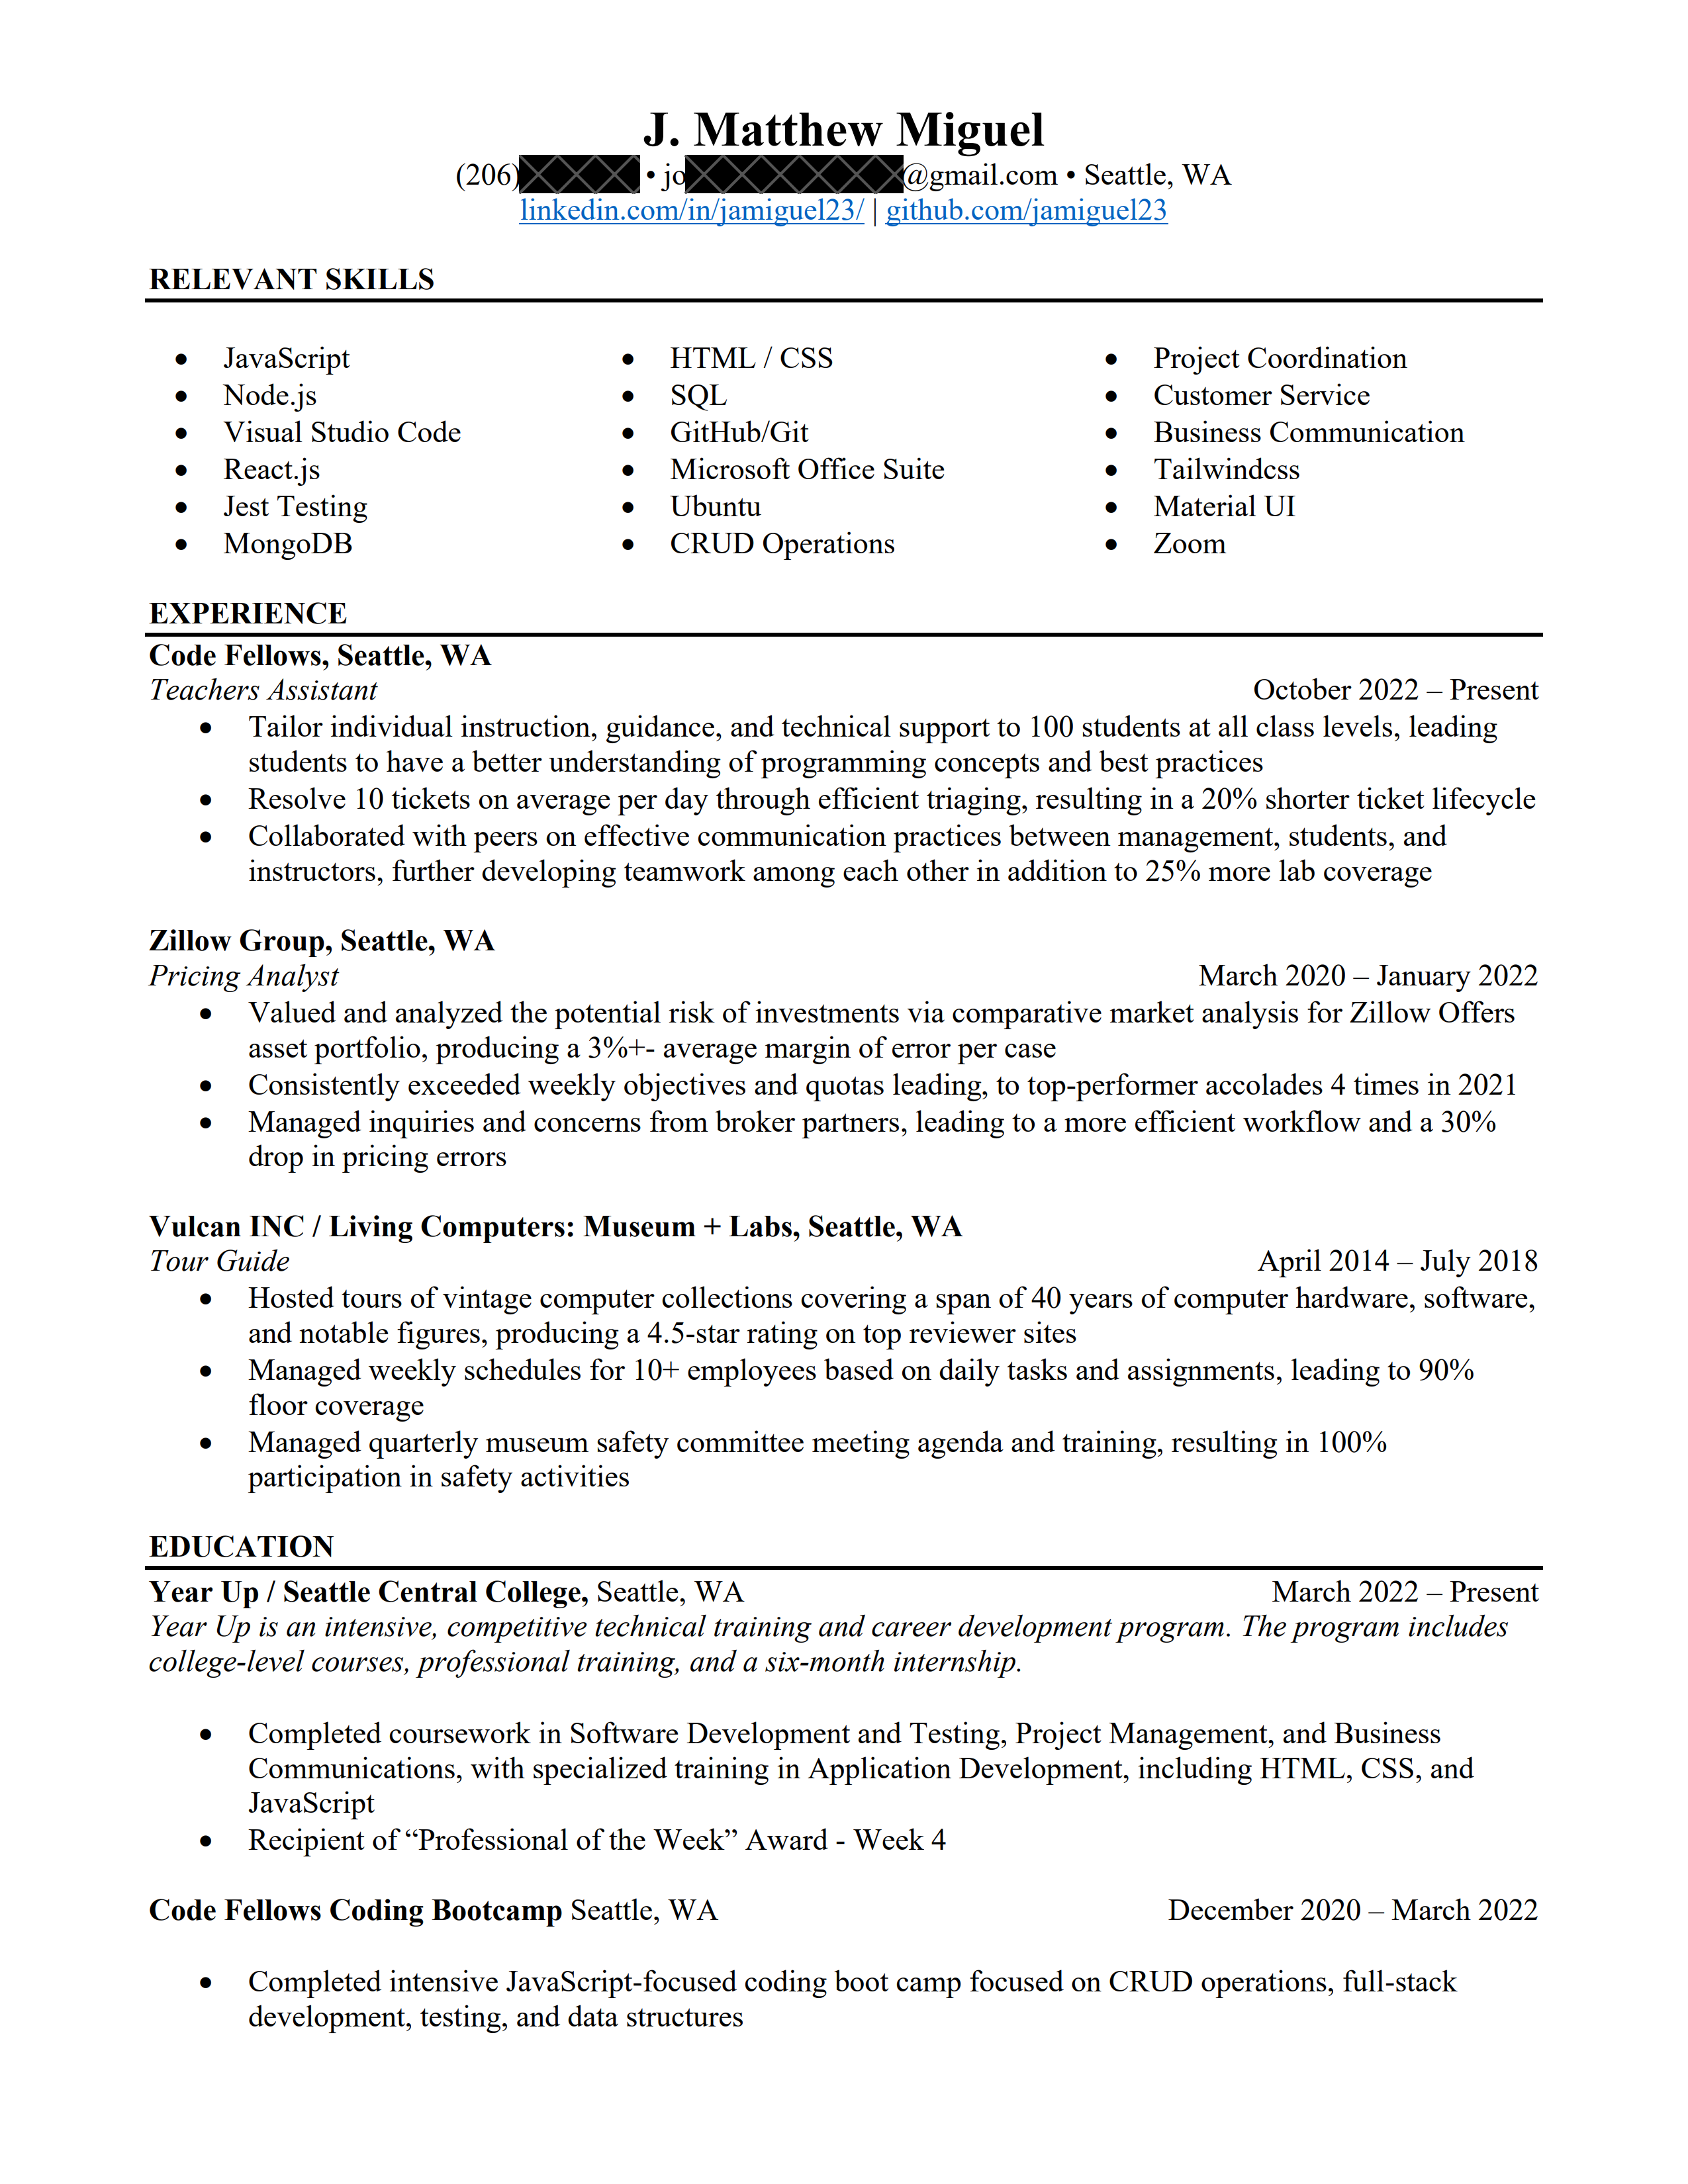 J. Matthew Miguel
(206) • jo @gmail.com • Seattle, WA
linkedin.com/in/jamiguel23/ | github.com/jamiguel23
RELEVANT SKILLS
• JavaScript
• Node.js
• Visual Studio Code
• React.js
• Jest Testing
• MongoDB
• HTML / CSS
• SQL
• GitHub/Git
• Microsoft Office Suite
• Ubuntu
• CRUD Operations
• Project Coordination
• Customer Service
• Business Communication
• Tailwindcss
• Material UI
• Zoom
EXPERIENCE
Code Fellows, Seattle, WA
Teachers Assistant October 2022 – Present
• Tailor individual instruction, guidance, and technical support to 100 students at all class levels, leading
students to have a better understanding of programming concepts and best practices
• Resolve 10 tickets on average per day through efficient triaging, resulting in a 20% shorter ticket lifecycle
• Collaborated with peers on effective communication practices between management, students, and
instructors, further developing teamwork among each other in addition to 25% more lab coverage
Zillow Group, Seattle, WA
Pricing Analyst March 2020 – January 2022
• Valued and analyzed the potential risk of investments via comparative market analysis for Zillow Offers
asset portfolio, producing a 3%+- average margin of error per case
• Consistently exceeded weekly objectives and quotas leading, to top-performer accolades 4 times in 2021
• Managed inquiries and concerns from broker partners, leading to a more efficient workflow and a 30%
drop in pricing errors
Vulcan INC / Living Computers: Museum + Labs, Seattle, WA
Tour Guide April 2014 – July 2018
• Hosted tours of vintage computer collections covering a span of 40 years of computer hardware, software,
and notable figures, producing a 4.5-star rating on top reviewer sites
• Managed weekly schedules for 10+ employees based on daily tasks and assignments, leading to 90%
floor coverage
• Managed quarterly museum safety committee meeting agenda and training, resulting in 100%
participation in safety activities
EDUCATION
Year Up / Seattle Central College, Seattle, WA March 2022 – Present
Year Up is an intensive, competitive technical training and career development program. The program includes
college-level courses, professional training, and a six-month internship.
• Completed coursework in Software Development and Testing, Project Management, and Business
Communications, with specialized training in Application Development, including HTML, CSS, and
JavaScript
• Recipient of “Professional of the Week” Award - Week 4
Code Fellows Coding Bootcamp Seattle, WA December 2020 – March 2022
• Completed intensive JavaScript-focused coding boot camp focused on CRUD operations, full-stack
development, testing, and data structures